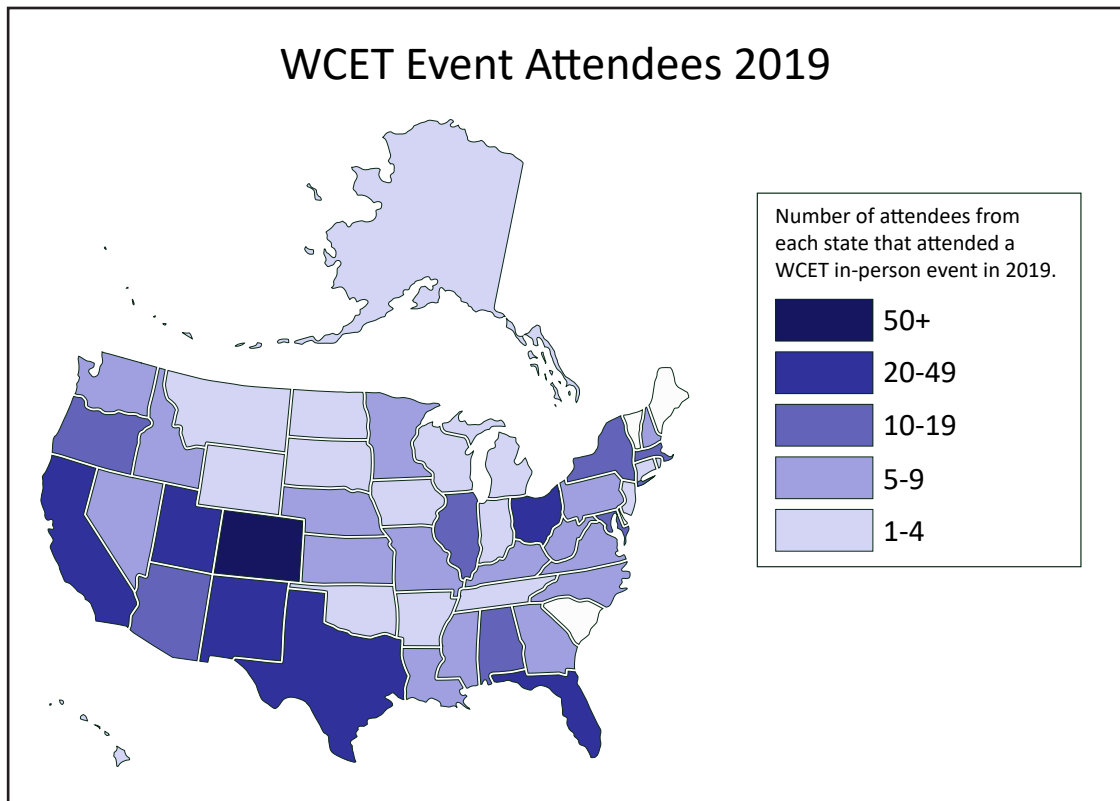 WCET Event Attendees 2019
Number of attendees from
each state that attended a
WCET in-person event in 2019.
50+
20-49
10-19
5-9
1-4